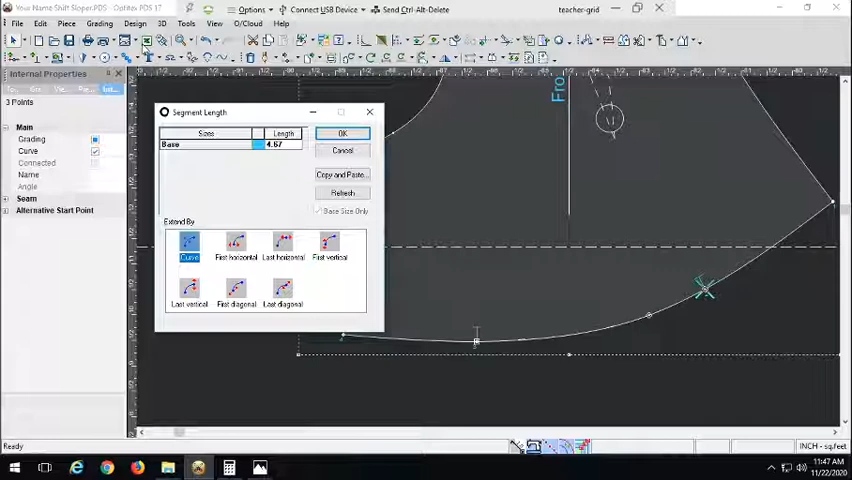 Your Name-Shift Sloper.PDS - Optitex PDS 17
Options
Connect USB Device
Send Ctrl-Alt-Delete
teacher-grid
File Edit Piece Grading Design 3D Tools View O/Cloud Help
Internal Properties
3 Points
Main
Grading
Curve
Connected
Name
Angle
Seam
Alternative Start Point
Segment Length
Sizes Length
Base 4.67
OK
Cancel
Copy and Paste...
Refresh
Base Size Only
Extend By
Curve First horizontal Last horizontal First vertical
Last vertical First diagonal Last diagonal
Fro
Ready
INCH - sq.feet
11:47 AM
11/22/2020